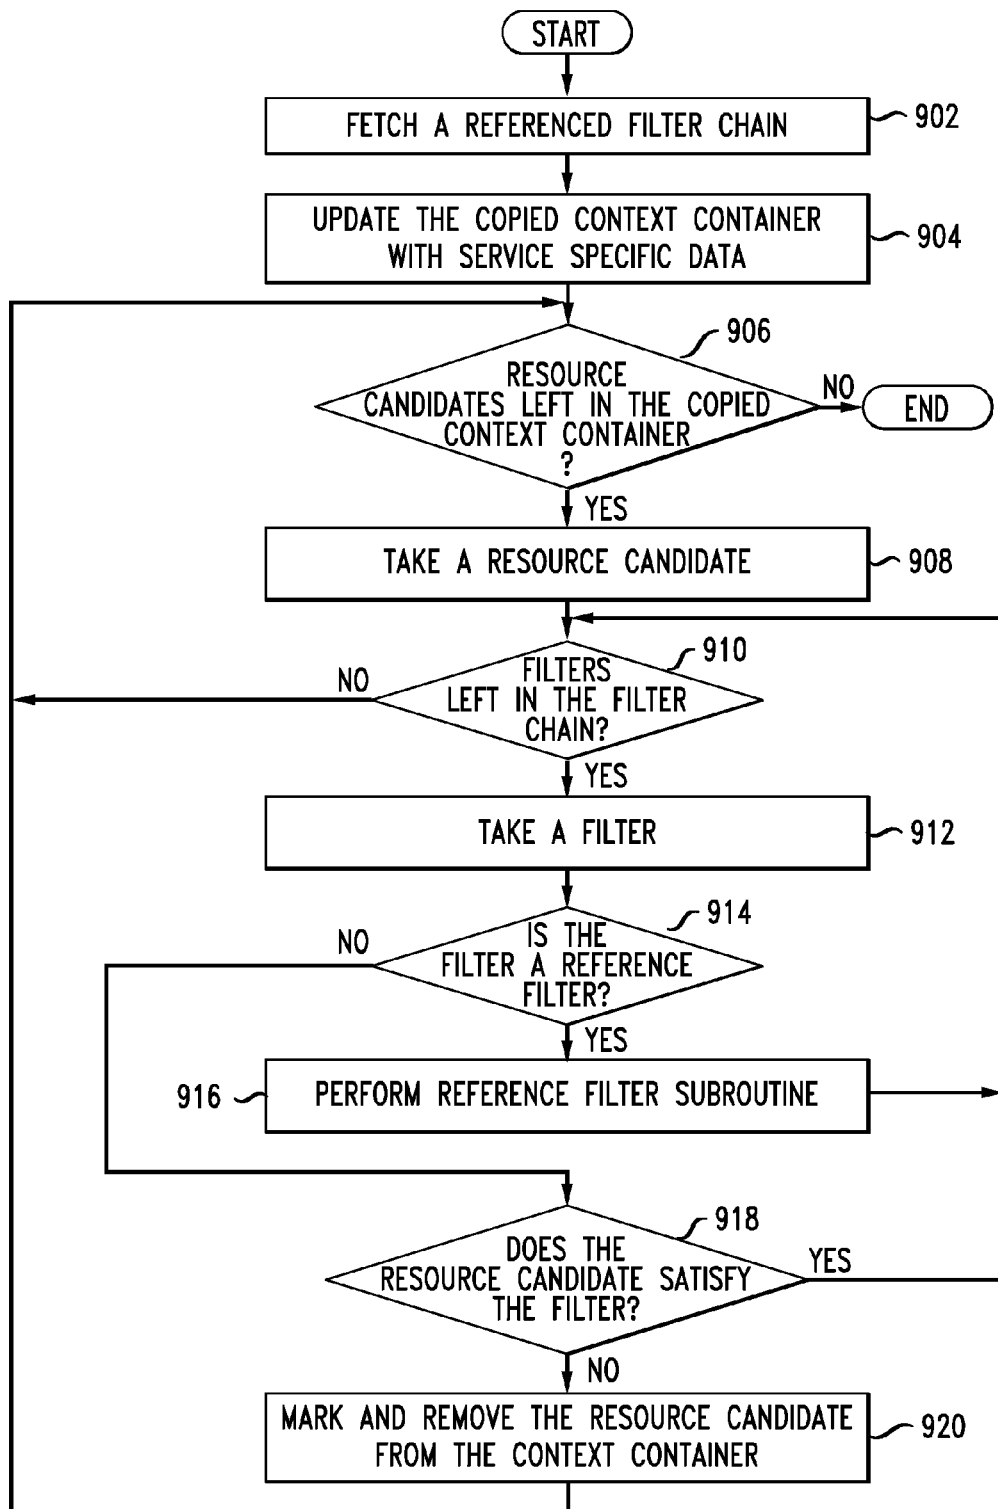 START
FETCH A REFERENCED FILTER CHAIN
902
UPDATE THE COPIED CONTEXT CONTAINER
WITH SERVICE SPECIFIC DATA
904
906
RESOURCE
CANDIDATES LEFT IN THE COPIED
CONTEXT CONTAINER
?
NO
END
YES
TAKE A RESOURCE CANDIDATE
908
910
FILTERS
LEFT IN THE FILTER
CHAIN?
NO
YES
TAKE A FILTER
912
914
IS THE
FILTER A REFERENCE
FILTER?
NO
YES
916
PERFORM REFERENCE FILTER SUBROUTINE
918
DOES THE
RESOURCE CANDIDATE SATISFY
THE FILTER?
YES
NO
MARK AND REMOVE THE RESOURCE CANDIDATE
FROM THE CONTEXT CONTAINER
920